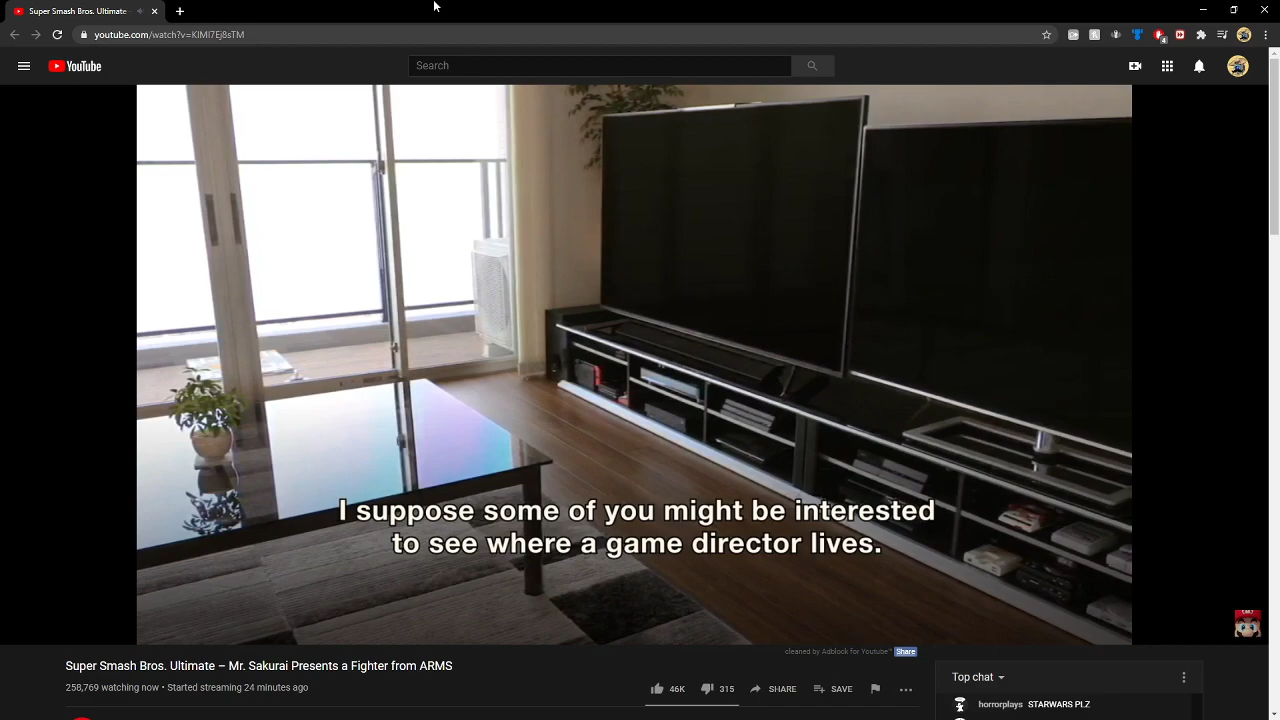 Super Smash Bros. Ultimate –
youtube.com/watch?v=KIMI7Ej8sTM
4
YouTube
Search
I suppose some of you might be interested
to see where a game director lives.
cleaned by Adblock for Youtube™ Share
Super Smash Bros. Ultimate – Mr. Sakurai Presents a Fighter from ARMS
258,769 watching now • Started streaming 24 minutes ago
46K 315 SHARE SAVE
Top chat
horrorplays STARWARS PLZ